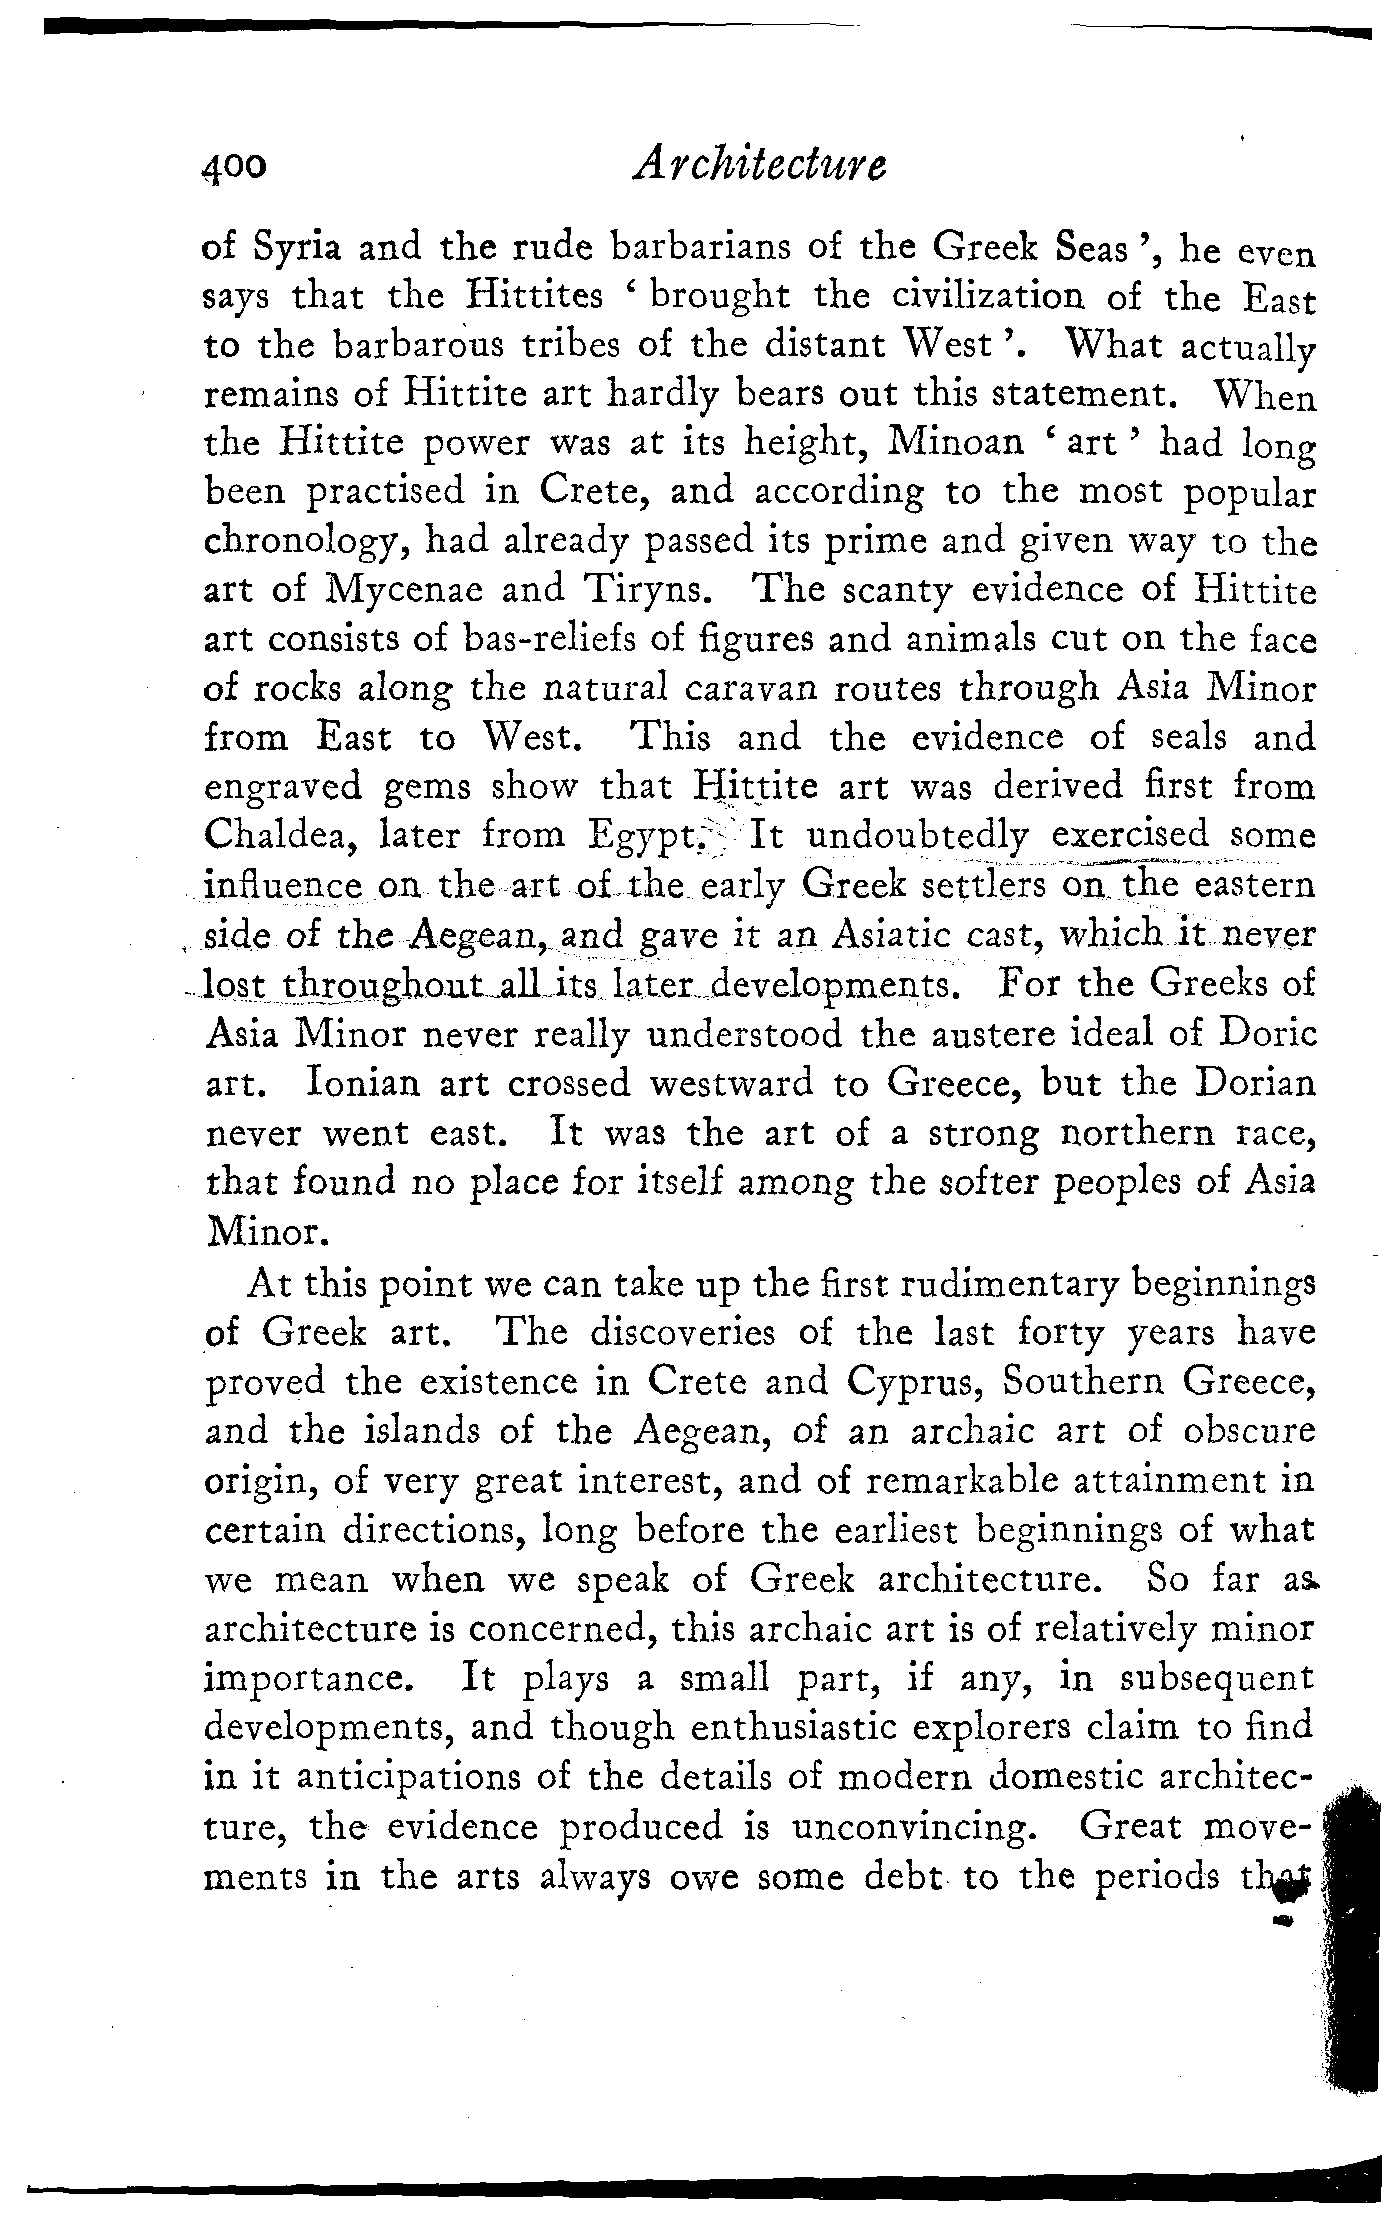 400 Architecture
of Syria and the rude barbarians of the Greek Seas ', he even
says that the Hittites ' brought the civilization of the East
to the barbarous tribes of the distant West '. What actually
remains of Hittite art hardly bears out this statement. When
the Hittite power was at its height, Minoan ' art ' had long
been practised in Crete, and according to the most popular
chronology, had already passed its prime and given way to the
art of Mycenae and Tiryns. The scanty evidence of Hittite
art consists of bas-reliefs of figures and animals cut on the face
of rocks along the natural caravan routes through Asia Minor
from East to West. This and the evidence of seals and
engraved gems show that Hittite art was derived first from
Chaldea, later from Egypt. It undoubtedly exercised some
influence on the art of the early Greek settlers on the eastern
side of the Aegean, and gave it an Asiatic cast, which it never
lost throughout all its later developments. For the Greeks of
Asia Minor never really understood the austere ideal of Doric
art. Ionian art crossed westward to Greece, but the Dorian
never went east. It was the art of a strong northern race,
that found no place for itself among the softer peoples of Asia
Minor.
At this point we can take up the first rudimentary beginnings
of Greek art. The discoveries of the last forty years have
proved the existence in Crete and Cyprus, Southern Greece,
and the islands of the Aegean, of an archaic art of obscure
origin, of very great interest, and of remarkable attainment in
certain directions, long before the earliest beginnings of what
we mean when we speak of Greek architecture. So far as
architecture is concerned, this archaic art is of relatively minor
importance. It plays a small part, if any, in subsequent
developments, and though enthusiastic explorers claim to find
in it anticipations of the details of modern domestic architec-
ture, the evidence produced is unconvincing. Great move-
ments in the arts always owe some debt to the periods that